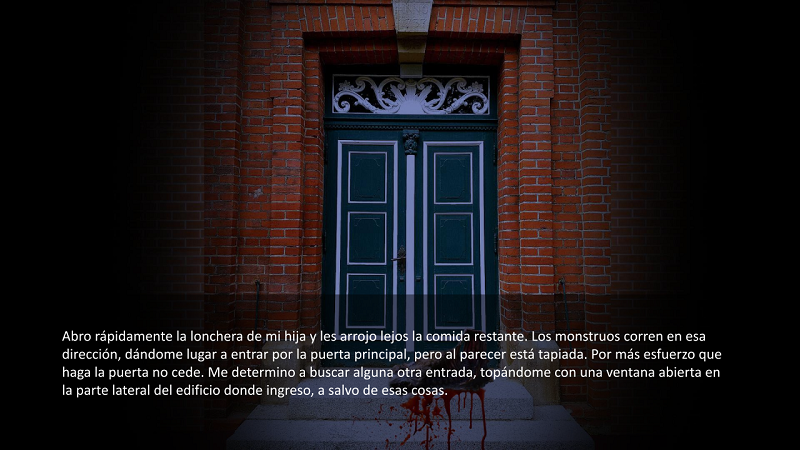 Abro rápidamente la lonchera de mi hija y les arrojo lejos la comida restante. Los monstruos corren en esa
dirección, dándome lugar a entrar por la puerta principal, pero al parecer está tapiada. Por más esfuerzo que
haga la puerta no cede. Me determino a buscar alguna otra entrada, topándome con una ventana abierta en
la parte lateral del edificio donde ingreso, a salvo de esas cosas.